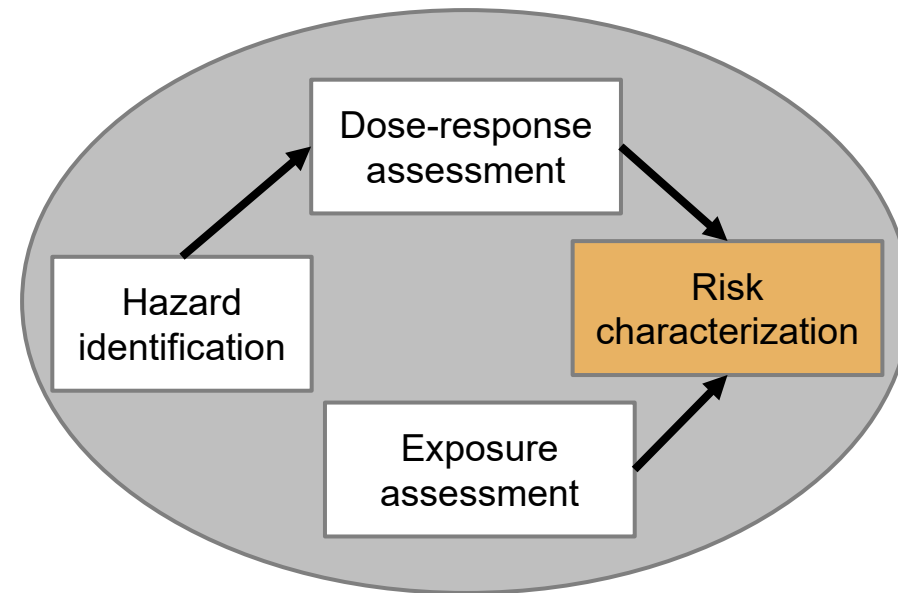 Dose-response
assessment
Hazard
identification
Risk
characterization
Exposure
assessment